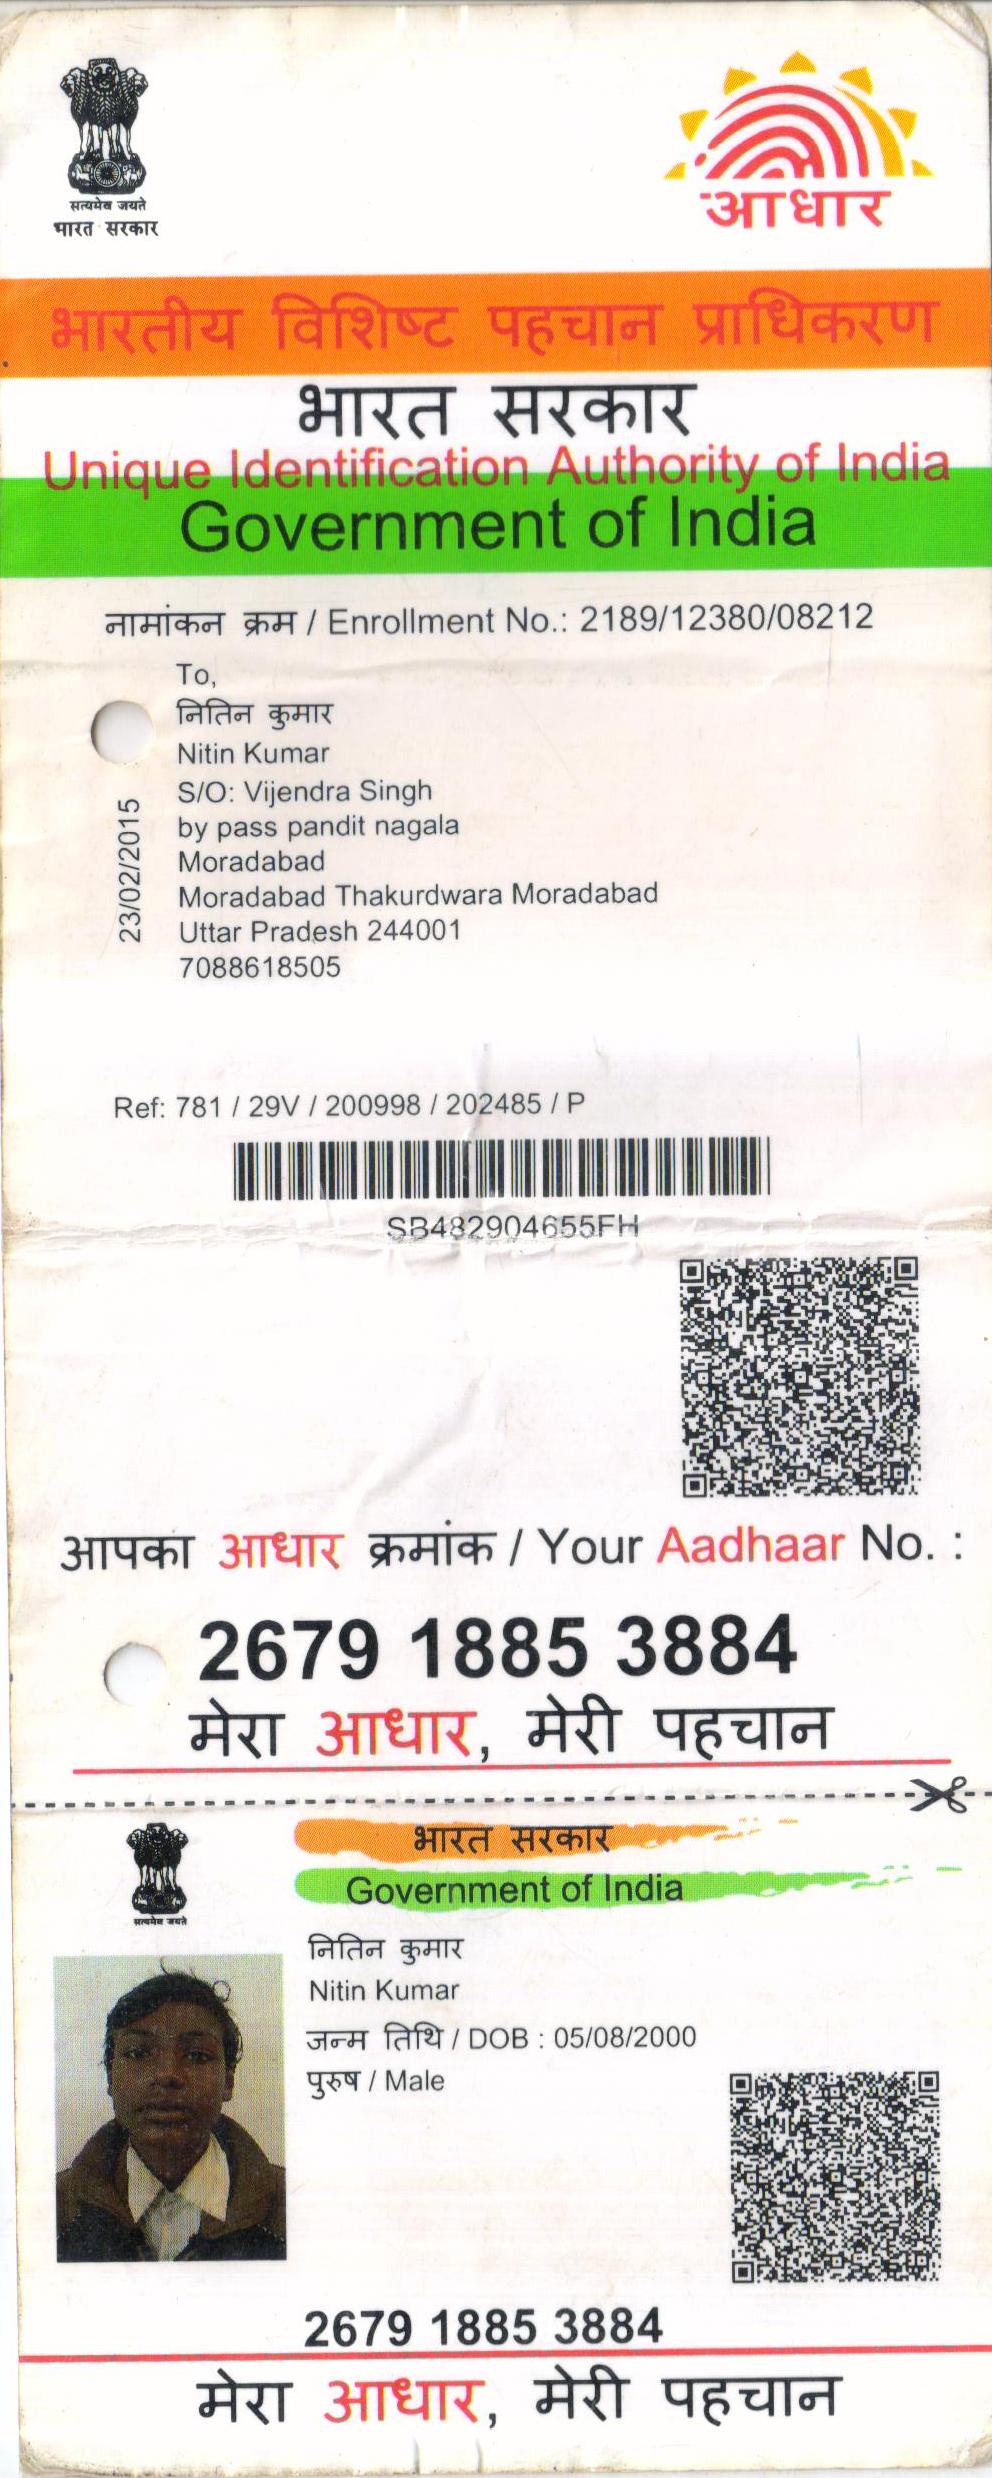 सत्यमेव जयते
भारत सरकार
आधार
भारतीय विशिष्ट पहचान प्राधिकरण
भारत सरकार
Unique Identification Authority of India
Government of India
नामांकन क्रम / Enrollment No.: 2189/12380/08212
To,
नितिन कुमार
Nitin Kumar
S/O: Vijendra Singh
by pass pandit nagala
Moradabad
Moradabad Thakurdwara Moradabad
Uttar Pradesh 244001
7088618505
23/02/2015
Ref: 781 / 29V / 200998 / 202485 / P
SB482904655FH
आपका आधार क्रमांक / Your Aadhaar No. :
2679 1885 3884
मेरा आधार, मेरी पहचान
सत्यमेव जयते
भारत सरकार
Government of India
नितिन कुमार
Nitin Kumar
जन्म तिथि / DOB : 05/08/2000
पुरुष / Male
2679 1885 3884
मेरा आधार, मेरी पहचान